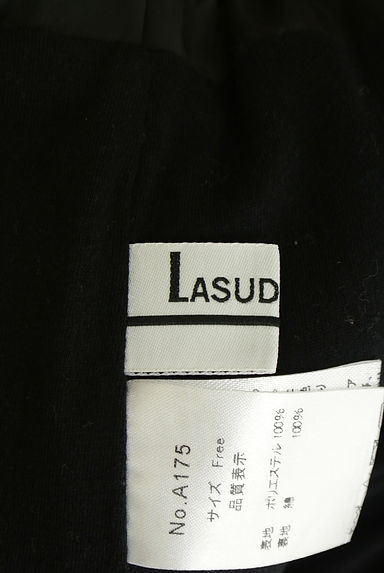 LASUD
No.A175
サイズ Free
品質表示
表地 ポリエステル 100%
裏地 綿 100%